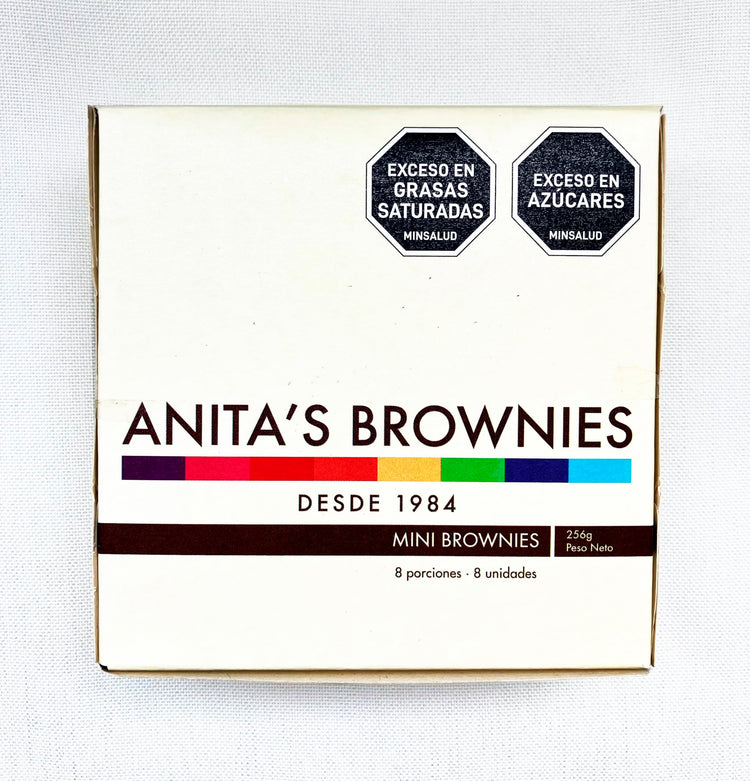 EXCESO EN
GRASAS
SATURADAS
MINSALUD
EXCESO EN
AZÚCARES
MINSALUD
ANITA’S BROWNIES
DESDE 1984
MINI BROWNIES
256g
Peso Neto
8 porciones · 8 unidades